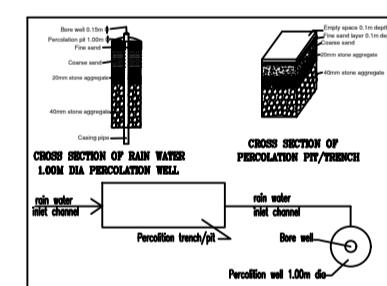 Bore well 0.15m
Percolation pit 1.00m
Fine sand
Coarse sand
20mm stone aggregate
40mm stone aggregate
Casing pipe
CROSS SECTION OF RAIN WATER
1.00M DIA PERCOLATION WELL
Empty space 0.1m depth
Fine sand layer 0.1m de
Coarse sand
20mm stone aggregate
40mm stone aggregate
CROSS SECTION OF
PERCOLATION PIT/TRENCH
rain water
inlet channel
Percolition trench/pit
rain water
inlet channel
Bore well
Percolition well 1.00m dia